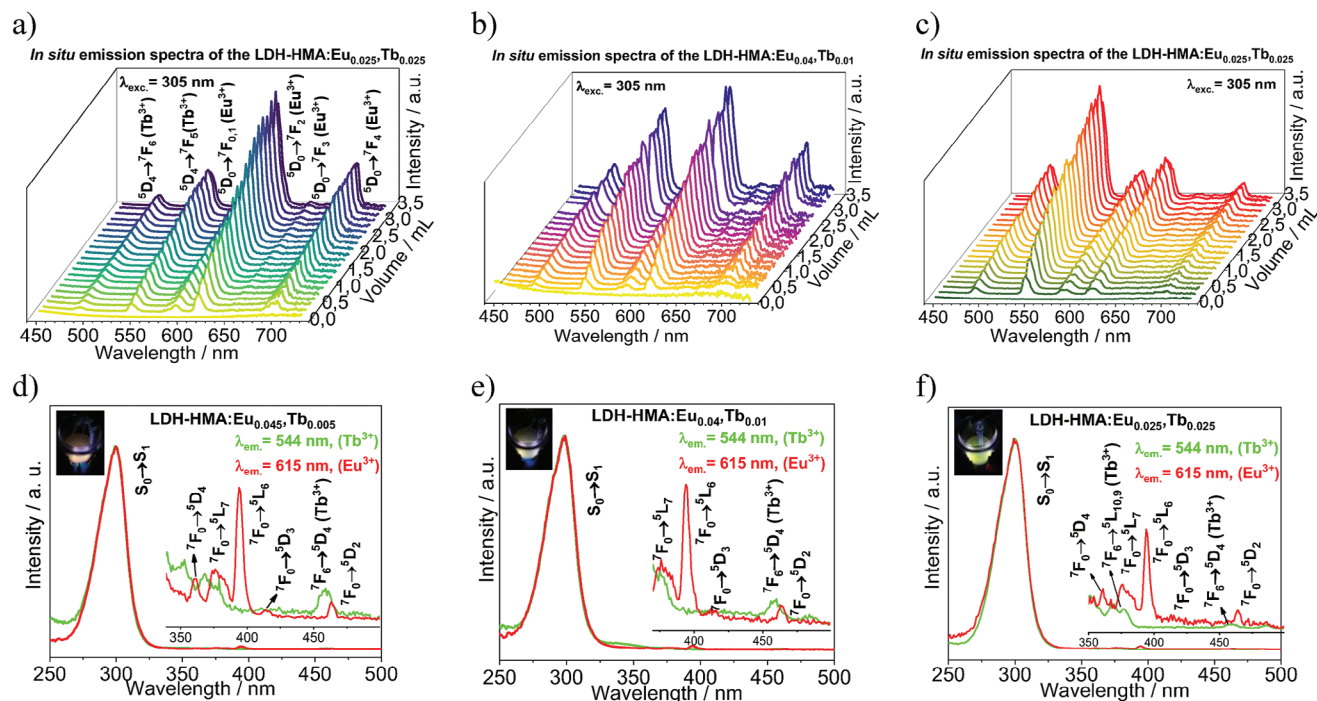 a)
In situ emission spectra of the LDH-HMA:Eu0.025,Tb0.025
λexc.= 305 nm
⁵D₄→⁷F₆ (Tb³⁺)
⁵D₄→⁷F₅(Tb³⁺)
⁵D₀→⁷F₀,₁ (Eu³⁺)
⁵D₀→⁷F₂ (Eu³⁺)
⁵D₀→⁷F₃ (Eu³⁺)
⁵D₀→⁷F₄ (Eu³⁺)
Intensity / a.u.
3,5
3,0
2,5
2,0
1,5
1,0
0,5
0,0
Volume / mL
450 500 550 600 650 700
Wavelength / nm
b)
In situ emission spectra of the LDH-HMA:Eu0.04,Tb0.01
λexc.= 305 nm
Intensity / a.u.
3,5
3,0
2,5
2,0
1,5
1,0
0,5
0,0
Volume / mL
450 500 550 600 650 700
Wavelength / nm
c)
In situ emission spectra of the LDH-HMA:Eu0.025,Tb0.025
λexc.= 305 nm
Intensity / a.u.
3,5
3,0
2,5
2,0
1,5
1,0
0,5
0,0
Volume / mL
450 500 550 600 650 700
Wavelength / nm
d)
LDH-HMA:Eu0.045,Tb0.005
λem.= 544 nm, (Tb³⁺)
λem.= 615 nm, (Eu³⁺)
S₀→S₁
⁷F₀→⁵D₄
⁷F₀→⁵L₇
⁷F₀→⁵L₆
⁷F₀→⁵D₃
⁷F₆→⁵D₄ (Tb³⁺)
⁷F₀→⁵D₂
350 400 450
Intensity / a. u.
250 300 350 400 450 500
Wavelength / nm
e)
LDH-HMA:Eu0.04,Tb0.01
λem.= 544 nm, (Tb³⁺)
λem.= 615 nm, (Eu³⁺)
S₀→S₁
⁷F₀→⁵L₇
⁷F₀→⁵L₆
⁷F₀→⁵D₃
⁷F₆→⁵D₄ (Tb³⁺)
⁷F₀→⁵D₂
400 450
Intensity / a. u.
250 300 350 400 450 500
Wavelength / nm
f)
LDH-HMA:Eu0.025,Tb0.025
λem.= 544 nm, (Tb³⁺)
λem.= 615 nm, (Eu³⁺)
S₀→S₁
⁷F₀→⁵D₄
⁷F₆→⁵L₁₀,₉ (Tb³⁺)
⁷F₀→⁵L₇
⁷F₀→⁵L₆
⁷F₀→⁵D₃
⁷F₆→⁵D₄ (Tb³⁺)
⁷F₀→⁵D₂
350 400 450
Intensity / a. u.
250 300 350 400 450 500
Wavelength / nm